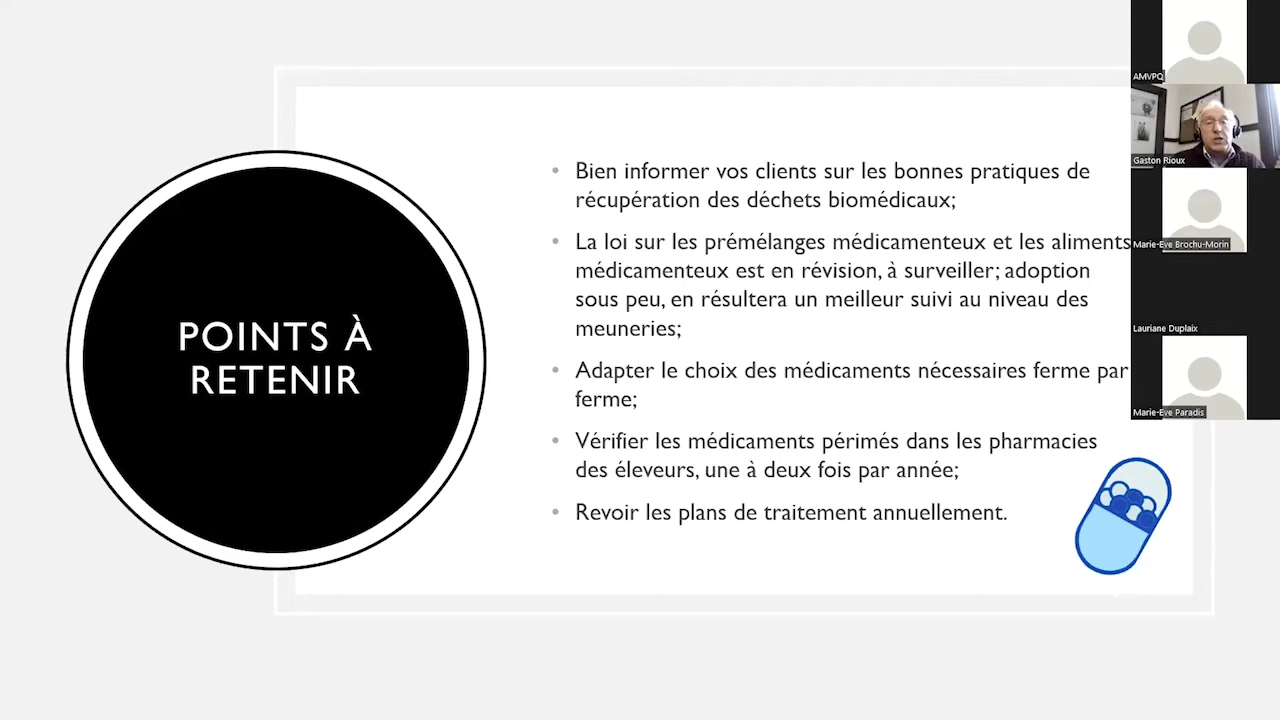 POINTS À
RETENIR
• Bien informer vos clients sur les bonnes pratiques de
récupération des déchets biomédicaux;
• La loi sur les prémélanges médicamenteux et les aliments
médicamenteux est en révision, à surveiller; adoption
sous peu, en résultera un meilleur suivi au niveau des
meuneries;
• Adapter le choix des médicaments nécessaires ferme par
ferme;
• Vérifier les médicaments périmés dans les pharmacies
des éleveurs, une à deux fois par année;
• Revoir les plans de traitement annuellement.
AMVPQ
Gaston Rioux
Marie-Eve Brochu-Morin
Lauriane Duplaix
Marie-Eve Paradis